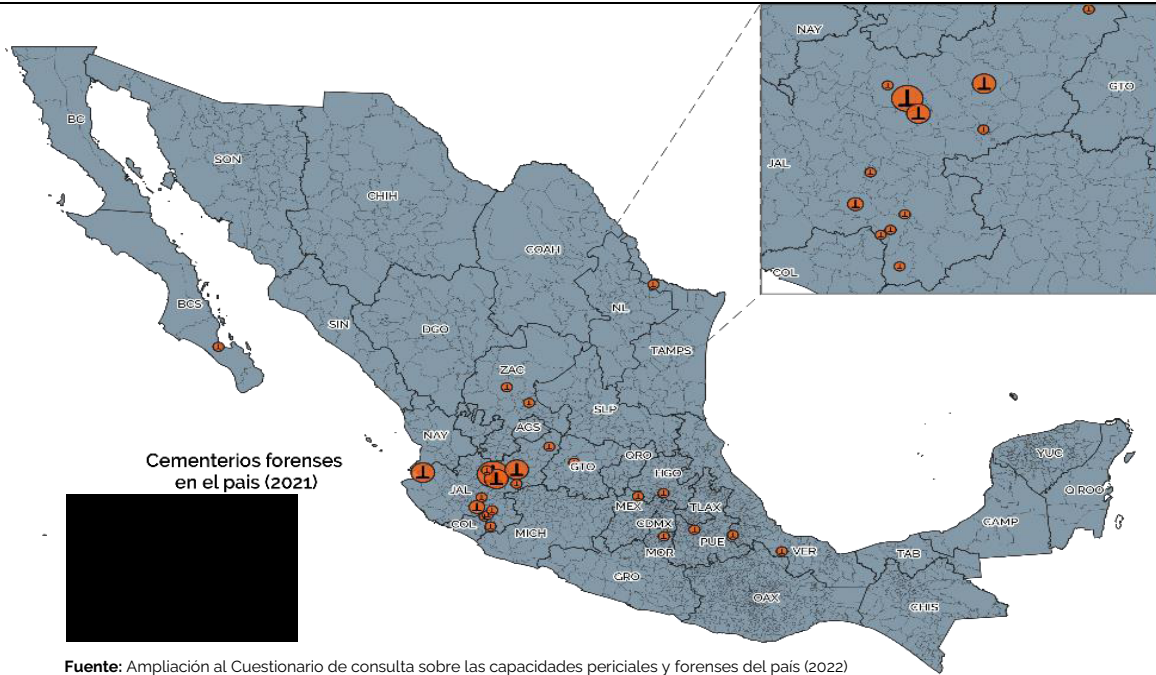 NAY
GTO
JAL
COL
BC
SON
CHIH
COAH
BCS
SIN
DGO
NL
TAMPS
ZAC
SLP
AGS
NAY
QRO
GTO
HGO
JAL
MEX
TLAX
COL
MICH
CDMX
PUE
MOR
VER
GRO
OAX
TAB
CHIS
CAMP
YUC
Q ROO
Cementerios forenses
en el país (2021)
Fuente: Ampliación al Cuestionario de consulta sobre las capacidades periciales y forenses del país (2022)